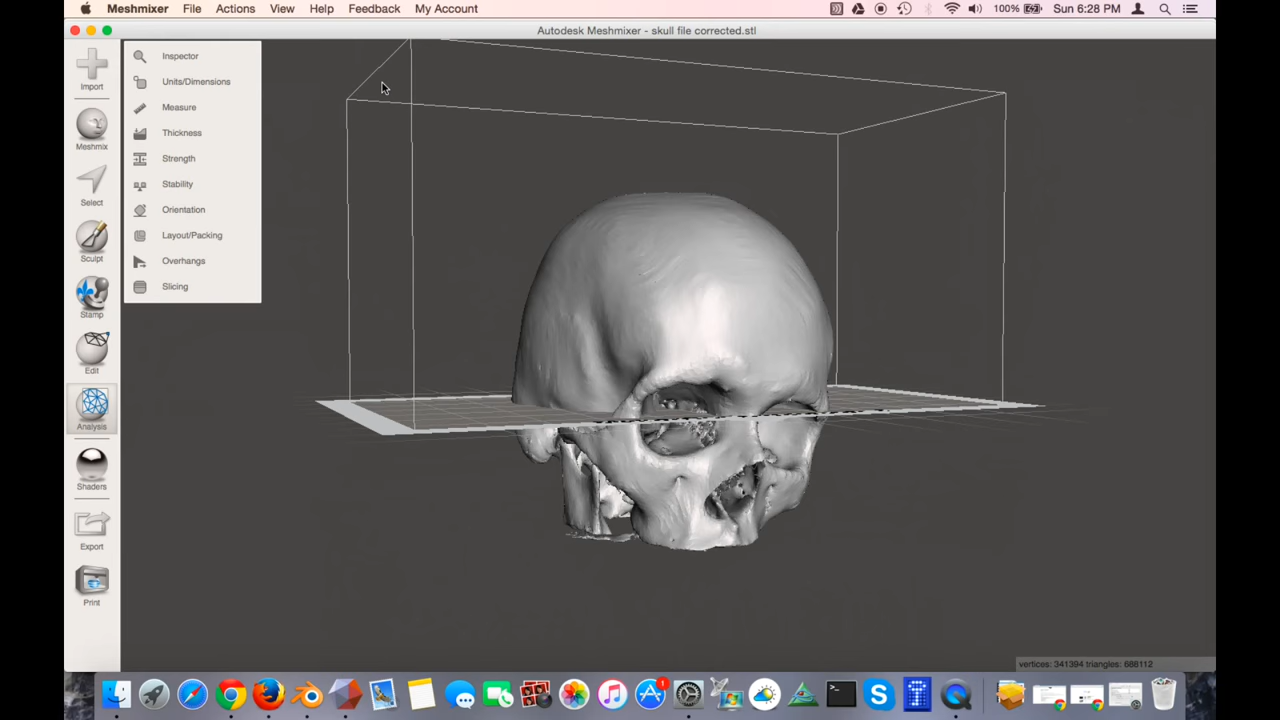 Meshmixer File Actions View Help Feedback My Account 100% Sun 6:28 PM
Autodesk Meshmixer - skull file corrected.stl
Import
Meshmix
Select
Sculpt
Stamp
Edit
Analysis
Shaders
Export
Print
Inspector
Units/Dimensions
Measure
Thickness
Strength
Stability
Orientation
Layout/Packing
Overhangs
Slicing
vertices: 341394 triangles: 688112
1